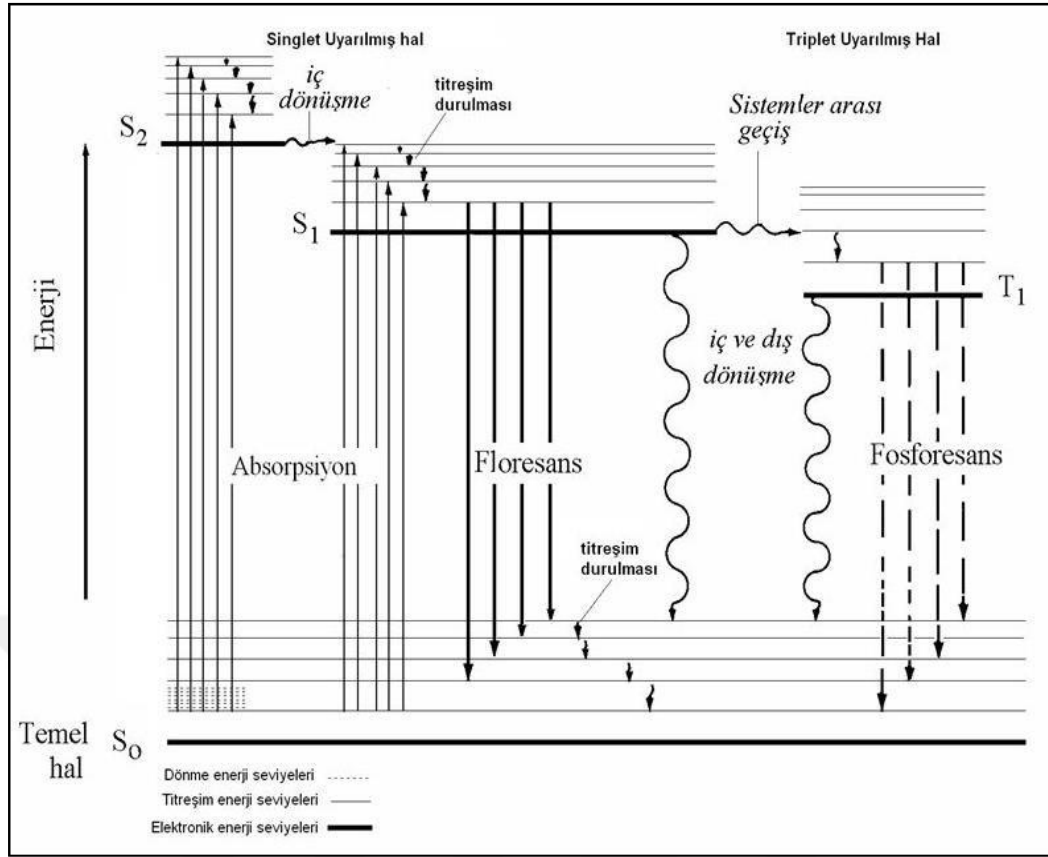 Singlet Uyarılmış hal
Triplet Uyarılmış Hal
iç
dönüşme
titreşim
durulması
Sistemler arası
geçiş
S2
S1
T1
Enerji
iç ve dış
dönüşme
Absorpsiyon
Floresans
Fosforesans
titreşim
durulması
Temel
hal
So
Dönme enerji seviyeleri
Titreşim enerji seviyeleri
Elektronik enerji seviyeleri